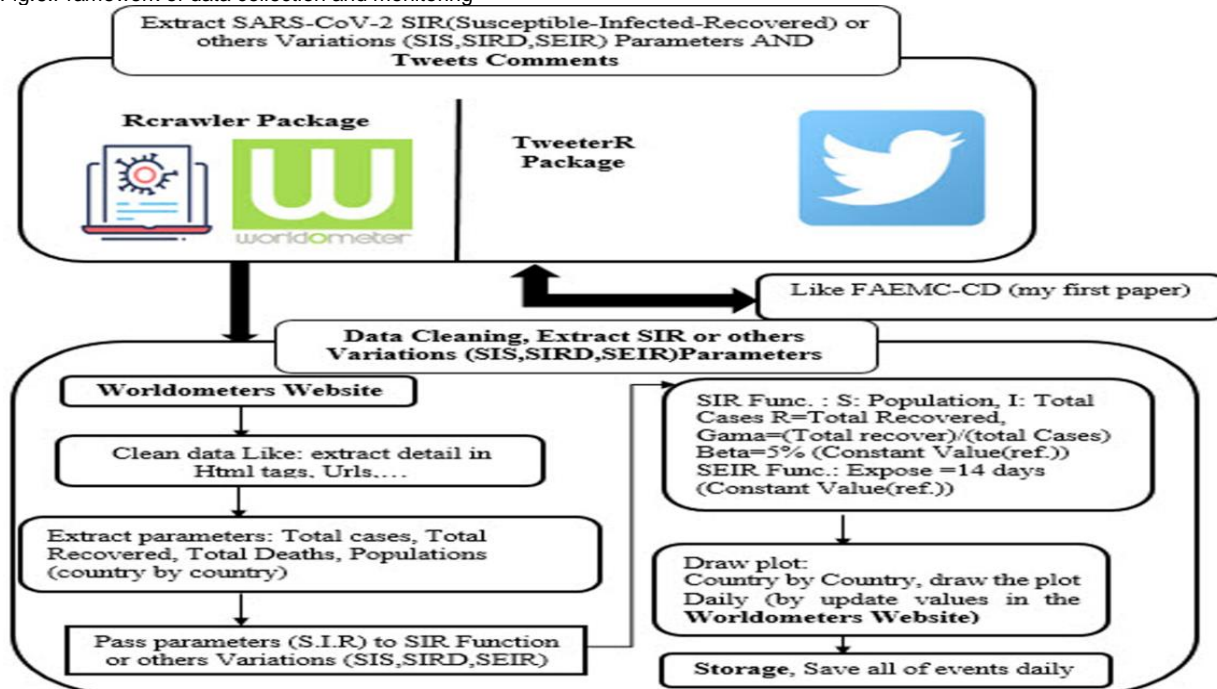 Extract SARS-CoV-2 SIR(Susceptible-Infected-Recovered) or
others Variations (SIS,SIRD,SEIR) Parameters AND
Tweets Comments
Rcrawler Package
W
worldometer
TweeterR
Package
Like FAEMC-CD (my first paper)
Data Cleaning, Extract SIR or others
Variations (SIS,SIRD,SEIR)Parameters
Worldometers Website
Clean data Like: extract detail in
Html tags, Urls,...
Extract parameters: Total cases, Total
Recovered, Total Deaths, Populations
(country by country)
Pass parameters (S.I.R) to SIR Function
or others Variations (SIS,SIRD,SEIR)
SIR Func. : S: Population, I: Total
Cases R=Total Recovered,
Gama=(Total recover)/(total Cases)
Beta=5% (Constant Value(ref.))
SEIR Func.: Expose =14 days
(Constant Value(ref.))
Draw plot:
Country by Country, draw the plot
Daily (by update values in the
Worldometers Website)
Storage, Save all of events daily